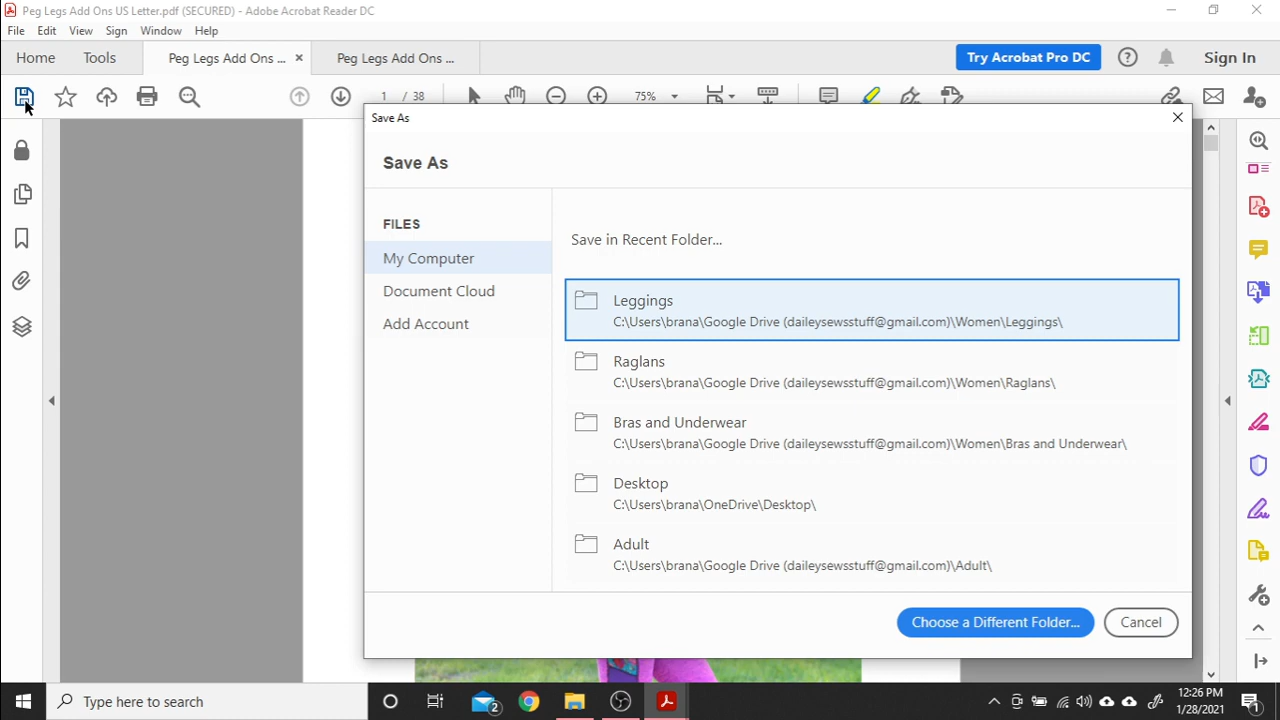 Peg Legs Add Ons US Letter.pdf (SECURED) - Adobe Acrobat Reader DC
File Edit View Sign Window Help
Home Tools Peg Legs Add Ons ... × Peg Legs Add Ons ... Try Acrobat Pro DC ? Sign In
1 / 38 75%
Save As
Save As
FILES
My Computer
Document Cloud
Add Account
Save in Recent Folder...
Leggings
C:\Users\brana\Google Drive (daileysewsstuff@gmail.com)\Women\Leggings\
Raglans
C:\Users\brana\Google Drive (daileysewsstuff@gmail.com)\Women\Raglans\
Bras and Underwear
C:\Users\brana\Google Drive (daileysewsstuff@gmail.com)\Women\Bras and Underwear\
Desktop
C:\Users\brana\OneDrive\Desktop\
Adult
C:\Users\brana\Google Drive (daileysewsstuff@gmail.com)\Adult\
Choose a Different Folder... Cancel
Type here to search 2 12:26 PM
1/28/2021 1